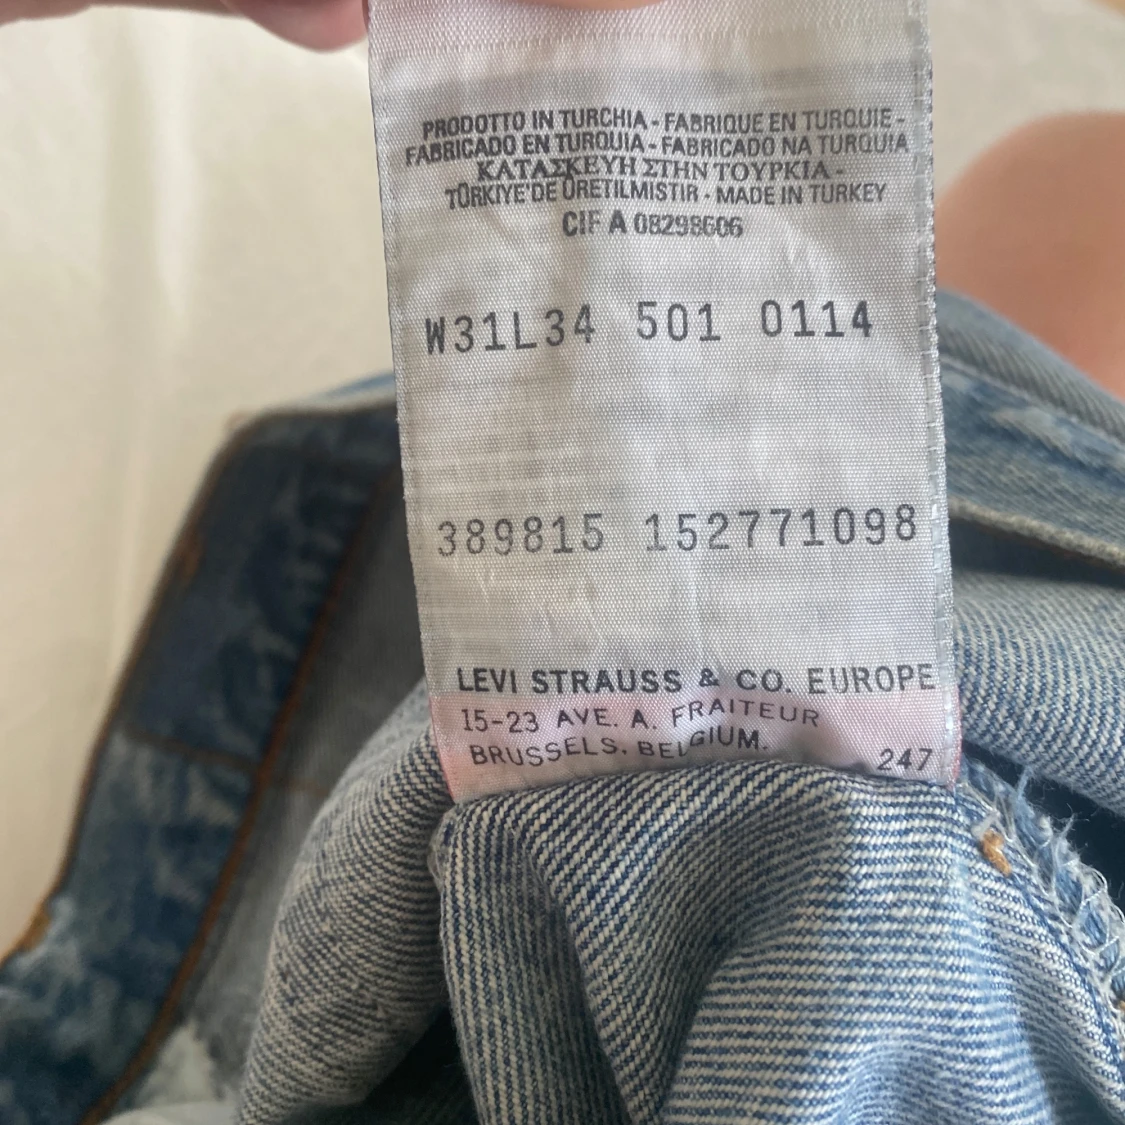 PRODOTTO IN TURCHIA - FABRIQUE EN TURQUIE -
FABRICADO EN TURQUIA - FABRICADO NA TURQUIA
ΚΑΤΑΣΚΕΥΗ ΣΤΗΝ ΤΟΥΡΚΙΑ -
TÜRKIYE'DE ÜRETILMISTIR - MADE IN TURKEY
CIF A 08298606
W31L34 501 0114
389815 152771098
LEVI STRAUSS & CO. EUROPE
15-23 AVE. A. FRAITEUR
BRUSSELS, BELGIUM.
247